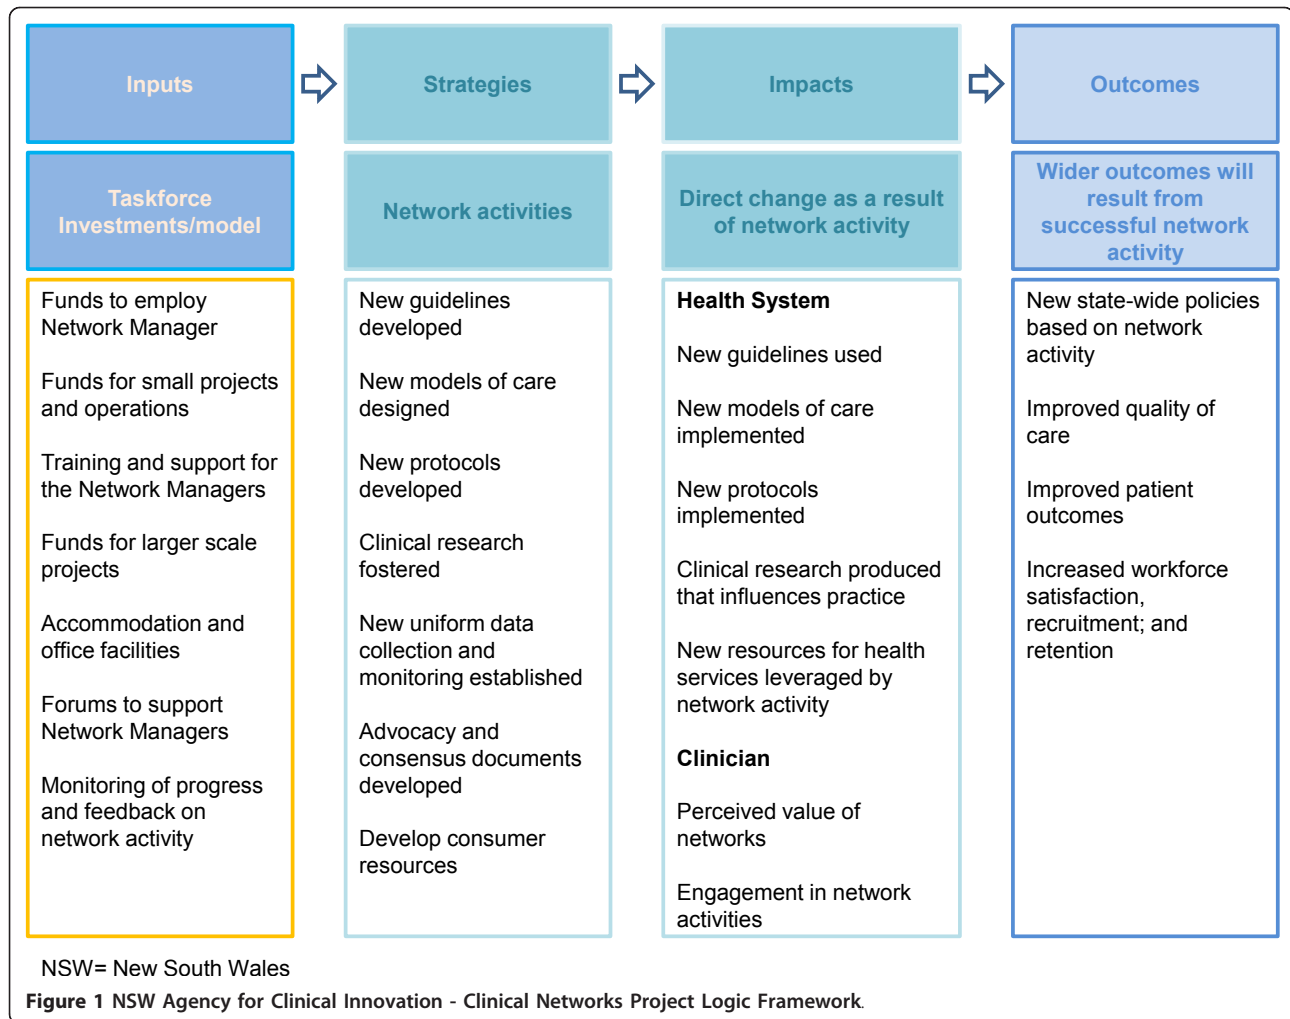 Inputs
Strategies
Impacts
Outcomes
Taskforce
Investments/model
Network activities
Direct change as a result
of network activity
Wider outcomes will
result from
successful network
activity
Funds to employ
Network Manager
Funds for small projects
and operations
Training and support for
the Network Managers
Funds for larger scale
projects
Accommodation and
office facilities
Forums to support
Network Managers
Monitoring of progress
and feedback on
network activity
New guidelines
developed
New models of care
designed
New protocols
developed
Clinical research
fostered
New uniform data
collection and
monitoring established
Advocacy and
consensus documents
developed
Develop consumer
resources
Health System
New guidelines used
New models of care
implemented
New protocols
implemented
Clinical research produced
that influences practice
New resources for health
services leveraged by
network activity
Clinician
Perceived value of
networks
Engagement in network
activities
New state-wide policies
based on network
activity
Improved quality of
care
Improved patient
outcomes
Increased workforce
satisfaction,
recruitment; and
retention
NSW= New South Wales
Figure 1 NSW Agency for Clinical Innovation - Clinical Networks Project Logic Framework.